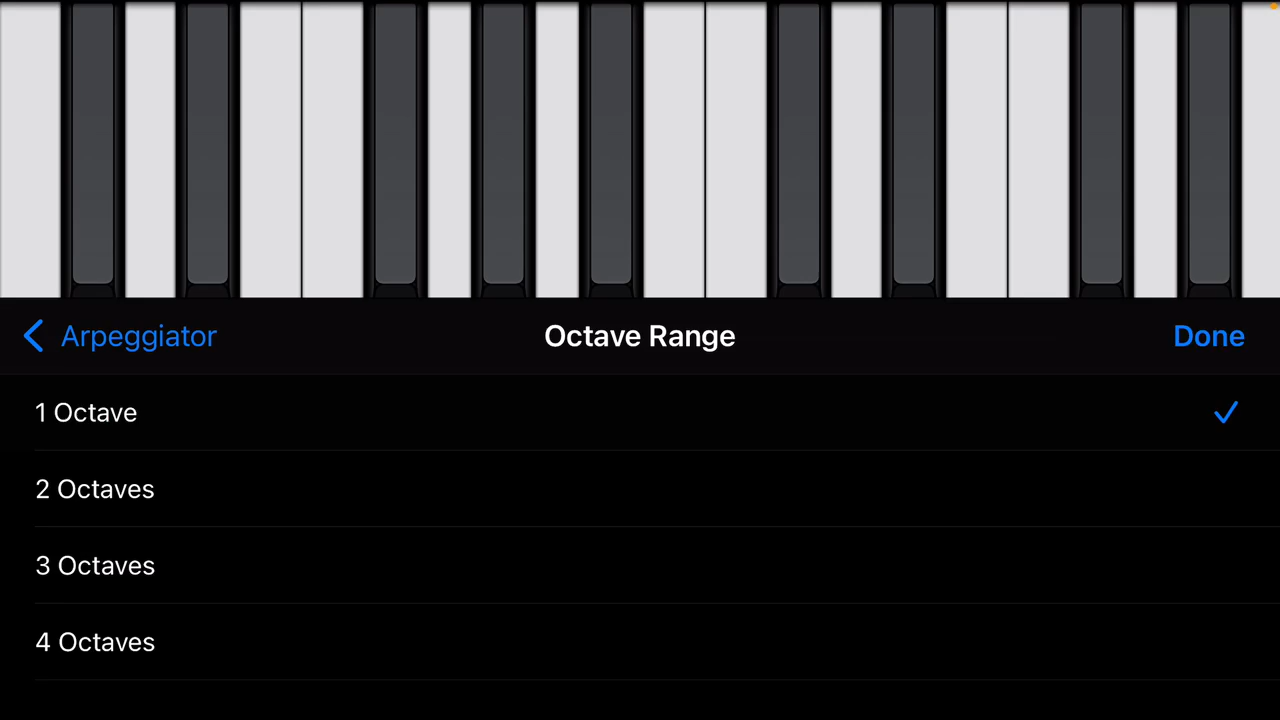 Arpeggiator Octave Range Done
1 Octave
2 Octaves
3 Octaves
4 Octaves